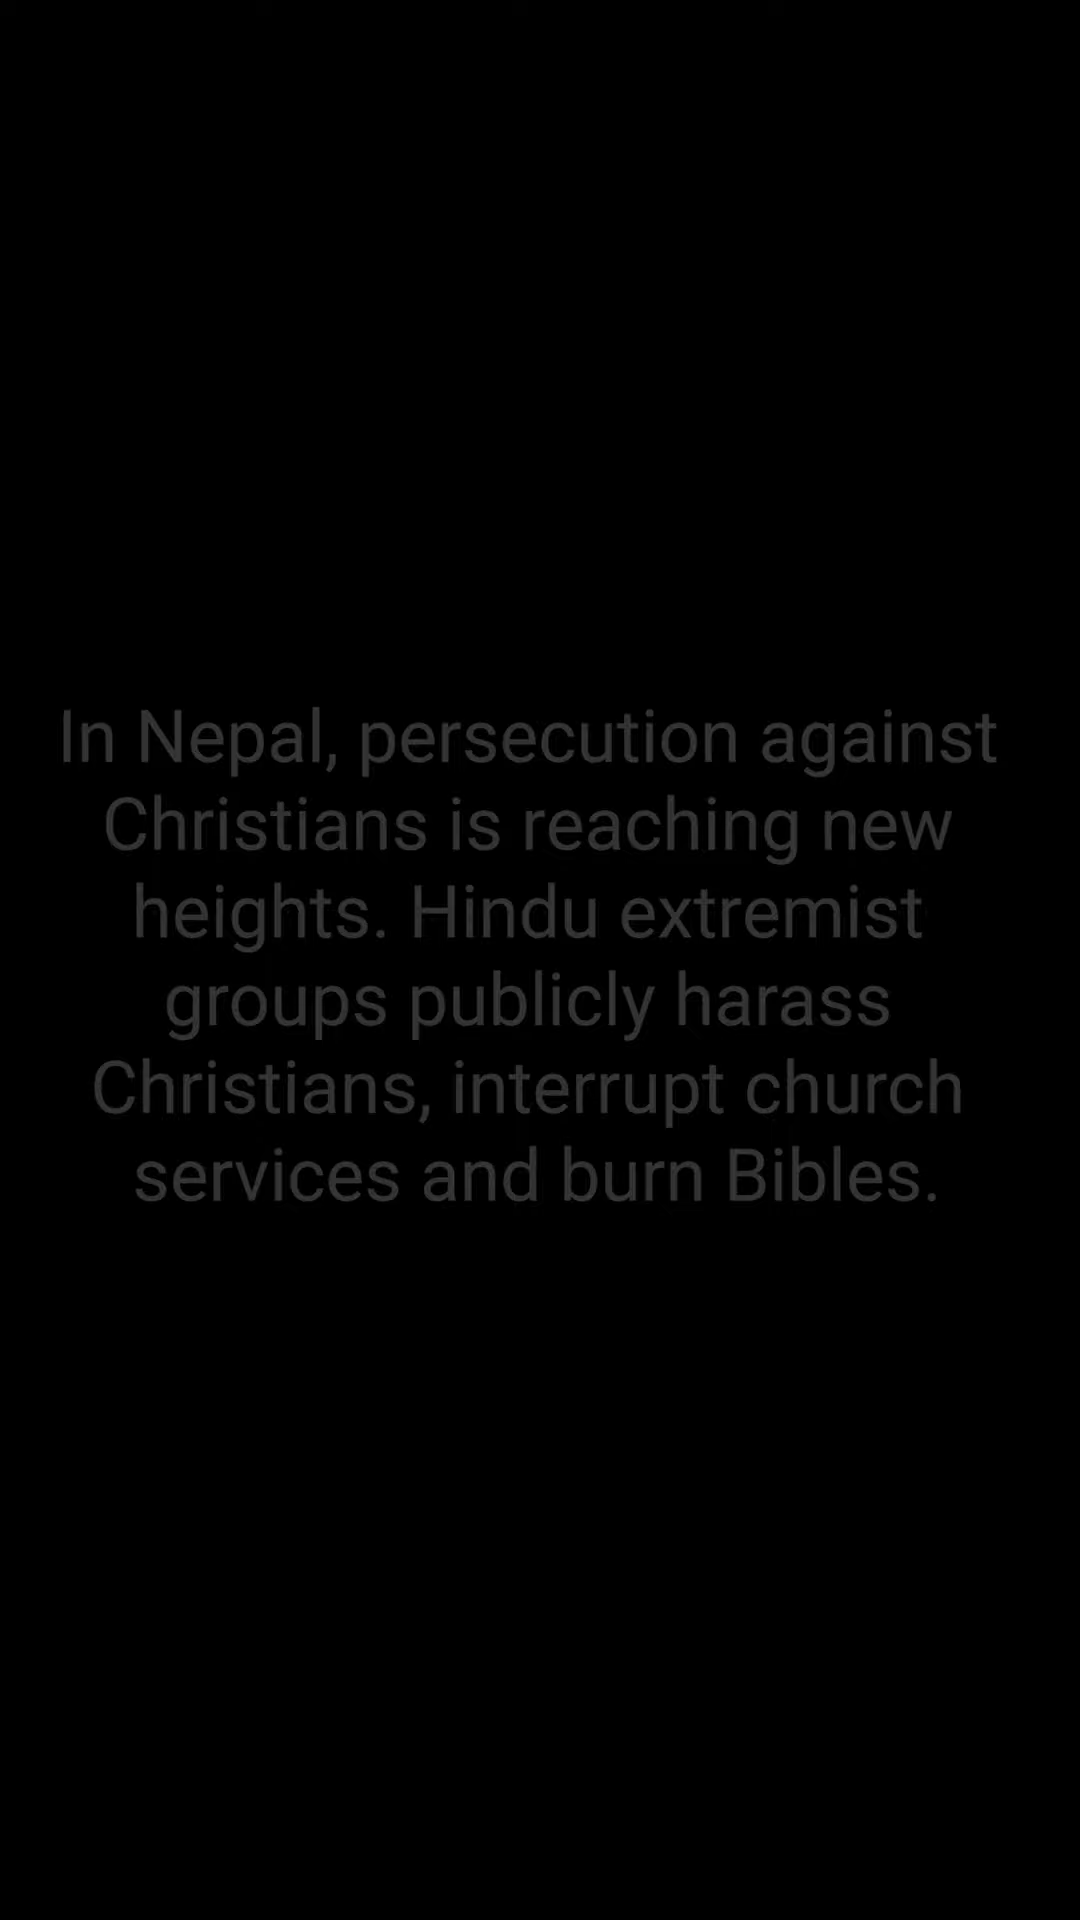 In Nepal, persecution against
Christians is reaching new
heights. Hindu extremist
groups publicly harass
Christians, interrupt church
services and burn Bibles.